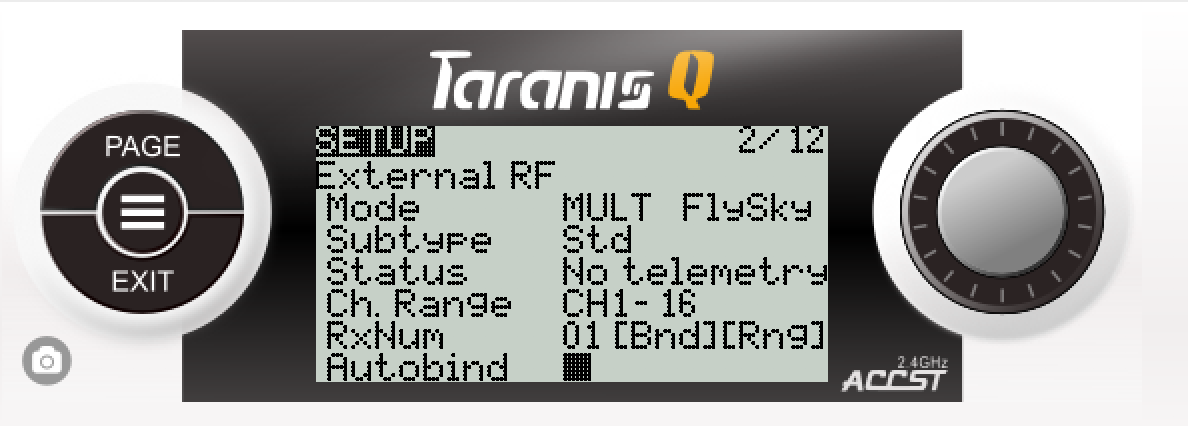 Taranis Q
PAGE
EXIT
SETUP 2/12
External RF
Mode MULT FlySky
Subtype Std
Status No telemetry
Ch. Range CH1-16
RxNum 01 [Bnd][Rng]
Autobind
2.4GHz
ACCST